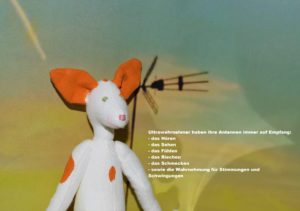 Ultrawahrnehmer haben ihre Antennen immer auf Empfang:
- das Hören
- das Sehen
- das Fühlen
- das Riechen
- das Schmecken
- sowie die Wahrnehmung für Stimmungen und
Schwingungen